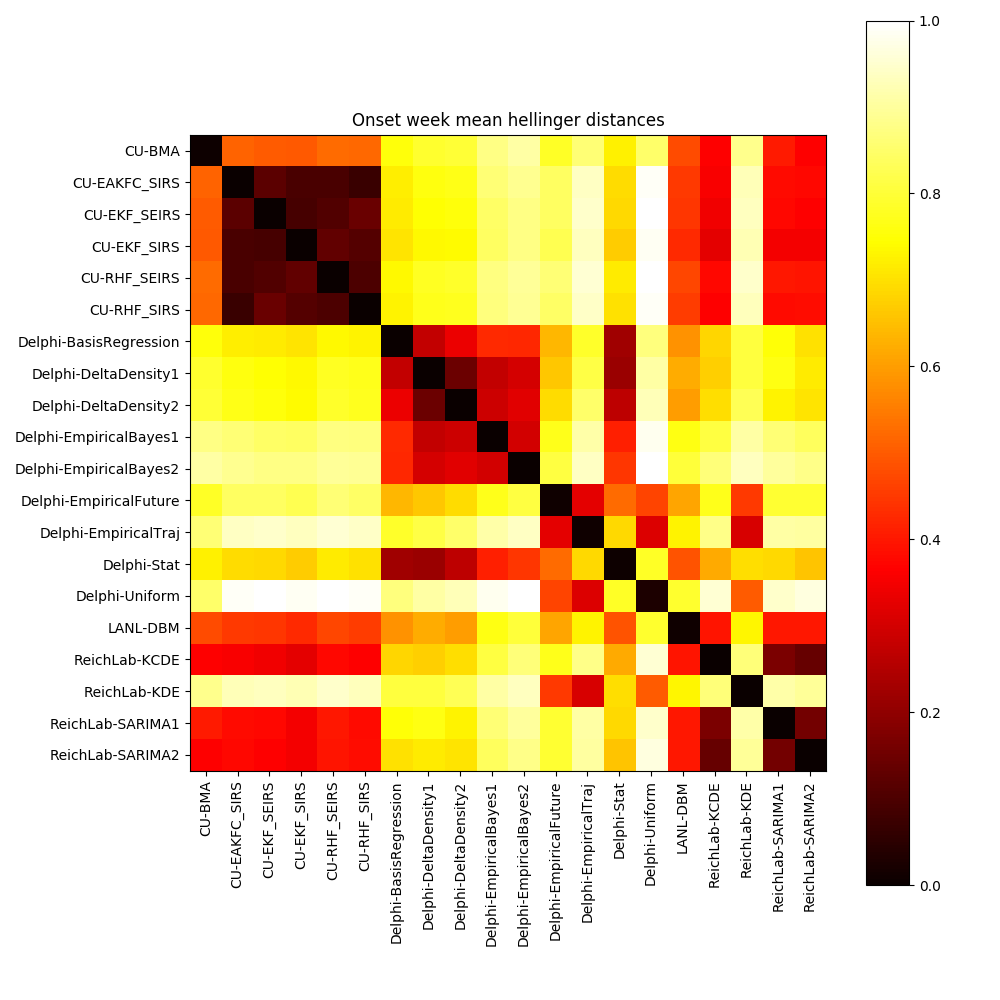 Onset week mean hellinger distances
CU-BMA
CU-EAKFC_SIRS
CU-EKF_SEIRS
CU-EKF_SIRS
CU-RHF_SEIRS
CU-RHF_SIRS
Delphi-BasisRegression
Delphi-DeltaDensity1
Delphi-DeltaDensity2
Delphi-EmpiricalBayes1
Delphi-EmpiricalBayes2
Delphi-EmpiricalFuture
Delphi-EmpiricalTraj
Delphi-Stat
Delphi-Uniform
LANL-DBM
ReichLab-KCDE
ReichLab-KDE
ReichLab-SARIMA1
ReichLab-SARIMA2
CU-BMA
CU-EAKFC_SIRS
CU-EKF_SEIRS
CU-EKF_SIRS
CU-RHF_SEIRS
CU-RHF_SIRS
Delphi-BasisRegression
Delphi-DeltaDensity1
Delphi-DeltaDensity2
Delphi-EmpiricalBayes1
Delphi-EmpiricalBayes2
Delphi-EmpiricalFuture
Delphi-EmpiricalTraj
Delphi-Stat
Delphi-Uniform
LANL-DBM
ReichLab-KCDE
ReichLab-KDE
ReichLab-SARIMA1
ReichLab-SARIMA2
1.0
0.8
0.6
0.4
0.2
0.0